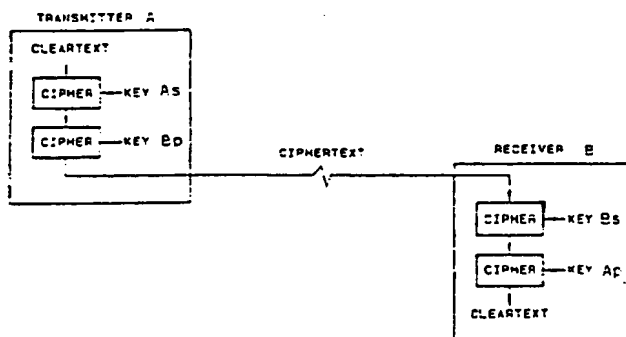 TRANSMITTER A
CLEARTEXT
CIPHER KEY As
CIPHER KEY Bp
CIPHERTEXT
RECEIVER B
CIPHER KEY Bs
CIPHER KEY Ap
CLEARTEXT